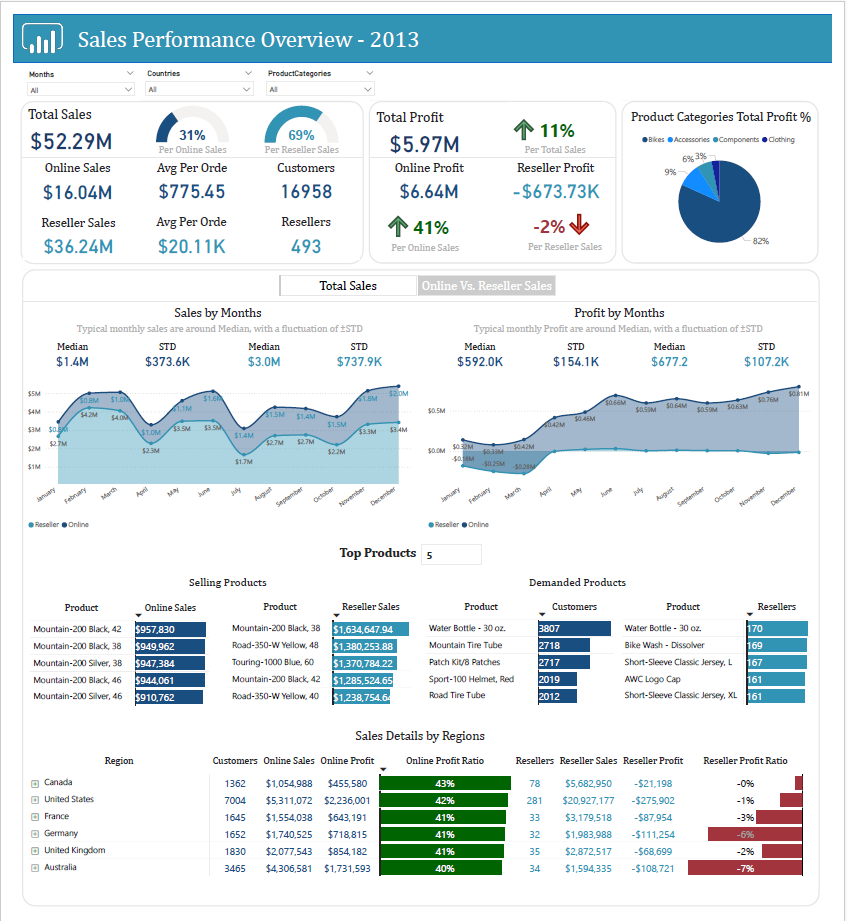 Sales Performance Overview - 2013
Months Countries ProductCategories
All All All
Total Sales
$52.29M
31%
Per Online Sales
69%
Per Reseller Sales
Online Sales Avg Per Orde Customers
$16.04M $775.45 16958
Reseller Sales Avg Per Orde Resellers
$36.24M $20.11K 493
Total Profit
$5.97M
11%
Per Total Sales
Online Profit Reseller Profit
$6.64M -$673.73K
41% -2%
Per Online Sales Per Reseller Sales
Product Categories Total Profit %
Bikes Accessories Components Clothing
6% 3%
9%
82%
Total Sales Online Vs. Reseller Sales
Sales by Months
Typical monthly sales are around Median, with a fluctuation of ±STD
Median STD Median STD
$1.4M $373.6K $3.0M $737.9K
$5M
$4M
$3M
$2M
$1M
$0.8M $1.0M $1.0M $1.1M $1.6M $1.4M $1.5M $1.4M $1.5M $1.8M $2.0M
$2.7M $4.2M $4.0M $2.3M $3.5M $3.5M $1.7M $2.7M $2.7M $2.2M $3.3M $3.4M
January February March April May June July August September October November December
Reseller Online
Profit by Months
Typical monthly Profit are around Median, with a fluctuation of ±STD
Median STD Median STD
$592.0K $154.1K $677.2 $107.2K
$0.5M
$0.0M
$0.32M $0.33M $0.42M $0.42M $0.46M $0.66M $0.59M $0.64M $0.59M $0.63M $0.76M $0.81M
-$0.18M -$0.25M -$0.28M
January February March April May June July August September October November December
Reseller Online
Top Products 5
Selling Products
Product Online Sales
Mountain-200 Black, 42 $957,830
Mountain-200 Black, 38 $949,962
Mountain-200 Silver, 38 $947,384
Mountain-200 Black, 46 $944,061
Mountain-200 Silver, 46 $910,762
Product Reseller Sales
Mountain-200 Black, 38 $1,634,647.94
Road-350-W Yellow, 48 $1,380,253.88
Touring-1000 Blue, 60 $1,370,784.22
Mountain-200 Black, 42 $1,285,524.65
Road-350-W Yellow, 40 $1,238,754.64
Demanded Products
Product Customers
Water Bottle - 30 oz. 3807
Mountain Tire Tube 2718
Patch Kit/8 Patches 2717
Sport-100 Helmet, Red 2019
Road Tire Tube 2012
Product Resellers
Water Bottle - 30 oz. 170
Bike Wash - Dissolver 169
Short-Sleeve Classic Jersey, L 167
AWC Logo Cap 161
Short-Sleeve Classic Jersey, XL 161
Sales Details by Regions
Region Customers Online Sales Online Profit Online Profit Ratio Resellers Reseller Sales Reseller Profit Reseller Profit Ratio
Canada 1362 $1,054,988 $455,580 43% 78 $5,682,950 -$21,198 -0%
United States 7004 $5,311,072 $2,236,001 42% 281 $20,927,177 -$275,902 -1%
France 1645 $1,554,038 $643,191 41% 33 $3,179,518 -$87,954 -3%
Germany 1652 $1,740,525 $718,815 41% 32 $1,983,988 -$111,254 -6%
United Kingdom 1830 $2,077,543 $854,182 41% 35 $2,872,517 -$68,699 -2%
Australia 3465 $4,306,581 $1,731,593 40% 34 $1,594,335 -$108,721 -7%